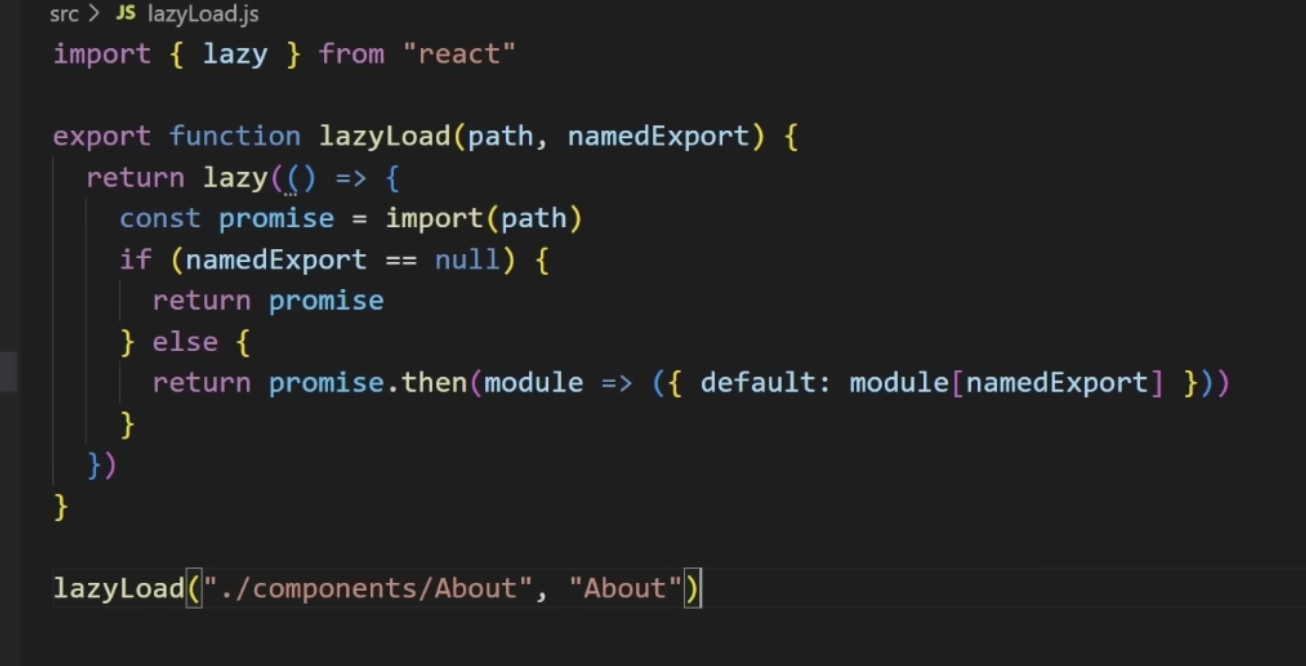 src > JS lazyLoad.js
import { lazy } from "react"
export function lazyLoad(path, namedExport) {
  return lazy(() => {
    const promise = import(path)
    if (namedExport == null) {
      return promise
    } else {
      return promise.then(module => ({ default: module[namedExport] }))
    }
  })
}
lazyLoad("./components/About", "About")